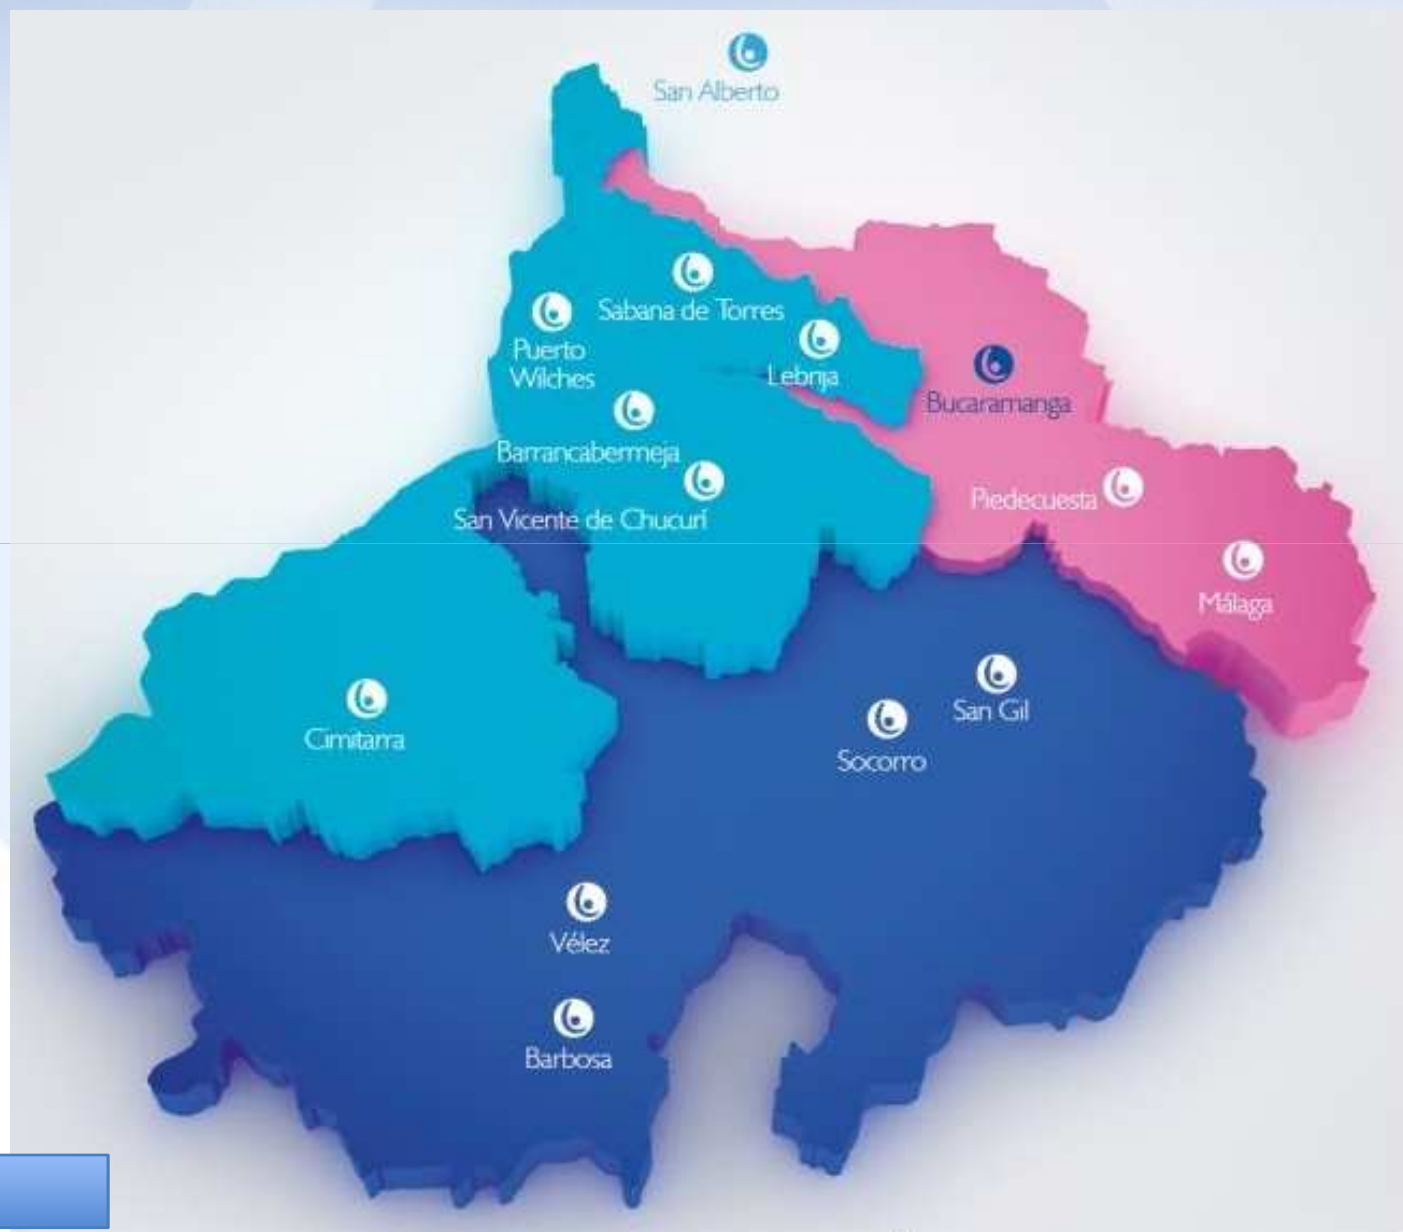 San Alberto
Sabana de Torres
Puerto
Wilches
Lebrija
Bucaramanga
Barrancabermeja
Piedecuesta
San Vicente de Chucurí
Málaga
San Gil
Cimitarra
Socorro
Vélez
Barbosa